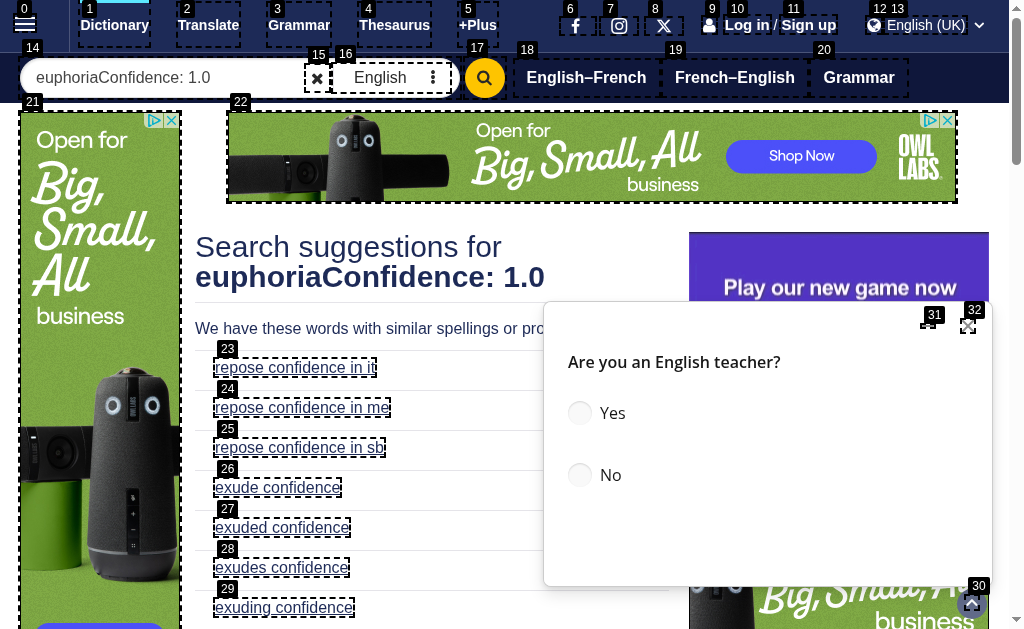 0 1 2 3 4 5 6 7 8 9 10 11 12 13
Dictionary Translate Grammar Thesaurus +Plus Log in / Sign up English (UK)
14 15 16 17 18 19 20
euphoriaConfidence: 1.0 English English–French French–English Grammar
21 22
Open for
Big,
Small,
All
business
Open for
Big, Small, All
business
Shop Now
OWL
LABS
Search suggestions for
euphoriaConfidence: 1.0
We have these words with similar spellings or pro
23
repose confidence in it
24
repose confidence in me
25
repose confidence in sb
26
exude confidence
27
exuded confidence
28
exudes confidence
29
exuding confidence
Play our new game now
31 32
Are you an English teacher?
Yes
No
30
Big, Small, All
business